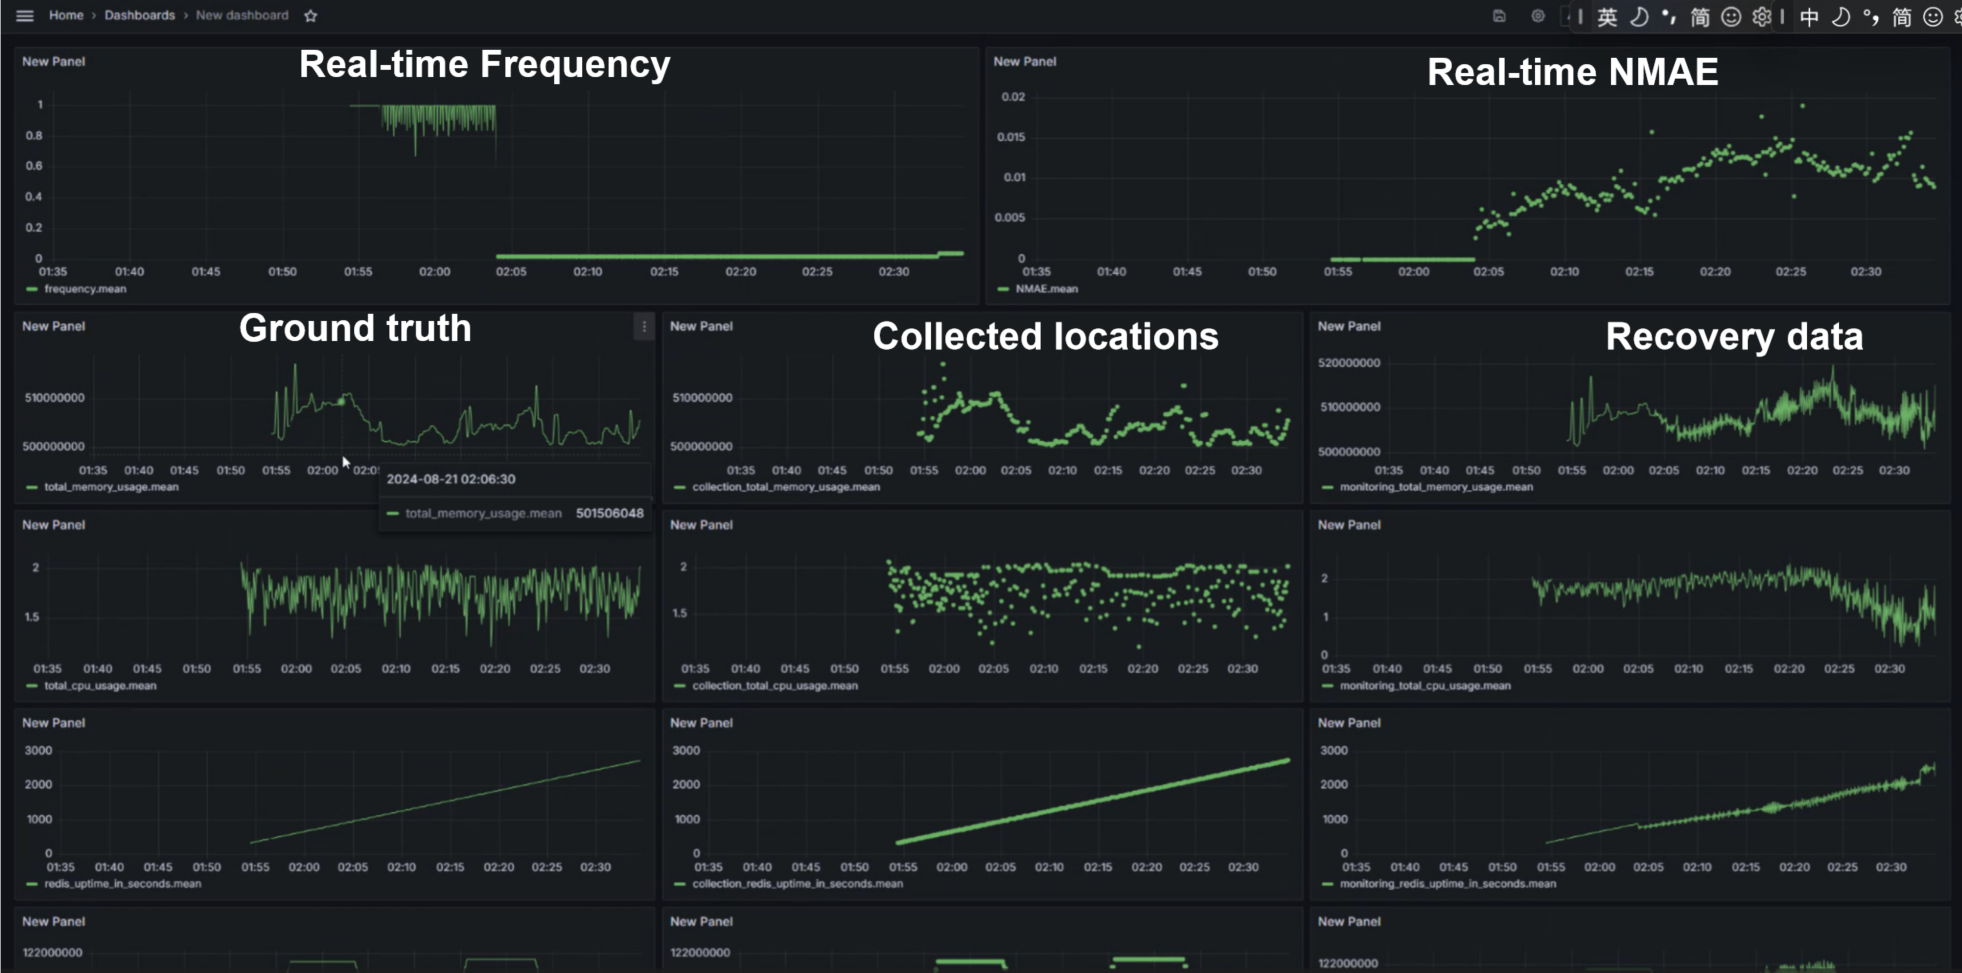 Home › Dashboards › New dashboard
英 简 中 简
New Panel
Real-time Frequency
1
0.8
0.6
0.4
0.2
0
01:35 01:40 01:45 01:50 01:55 02:00 02:05 02:10 02:15 02:20 02:25 02:30
frequency.mean
New Panel
Real-time NMAE
0.02
0.015
0.01
0.005
0
01:35 01:40 01:45 01:50 01:55 02:00 02:05 02:10 02:15 02:20 02:25 02:30
NMAE.mean
New Panel
Ground truth
510000000
500000000
01:35 01:40 01:45 01:50 01:55 02:00 02:05
total_memory_usage.mean
2024-08-21 02:06:30
total_memory_usage.mean 501506048
New Panel
Collected locations
510000000
500000000
01:35 01:40 01:45 01:50 01:55 02:00 02:05 02:10 02:15 02:20 02:25 02:30
collection_total_memory_usage.mean
New Panel
Recovery data
520000000
510000000
500000000
01:35 01:40 01:45 01:50 01:55 02:00 02:05 02:10 02:15 02:20 02:25 02:30
monitoring_total_memory_usage.mean
New Panel
2
1.5
01:35 01:40 01:45 01:50 01:55 02:00 02:05 02:10 02:15 02:20 02:25 02:30
total_cpu_usage.mean
New Panel
2
1.5
01:35 01:40 01:45 01:50 01:55 02:00 02:05 02:10 02:15 02:20 02:25 02:30
collection_total_cpu_usage.mean
New Panel
2
1
0
01:35 01:40 01:45 01:50 01:55 02:00 02:05 02:10 02:15 02:20 02:25 02:30
monitoring_total_cpu_usage.mean
New Panel
3000
2000
1000
0
01:35 01:40 01:45 01:50 01:55 02:00 02:05 02:10 02:15 02:20 02:25 02:30
redis_uptime_in_seconds.mean
New Panel
3000
2000
1000
0
01:35 01:40 01:45 01:50 01:55 02:00 02:05 02:10 02:15 02:20 02:25 02:30
collection_redis_uptime_in_seconds.mean
New Panel
3000
2000
1000
0
01:35 01:40 01:45 01:50 01:55 02:00 02:05 02:10 02:15 02:20 02:25 02:30
monitoring_redis_uptime_in_seconds.mean
New Panel
122000000
New Panel
122000000
New Panel
122000000